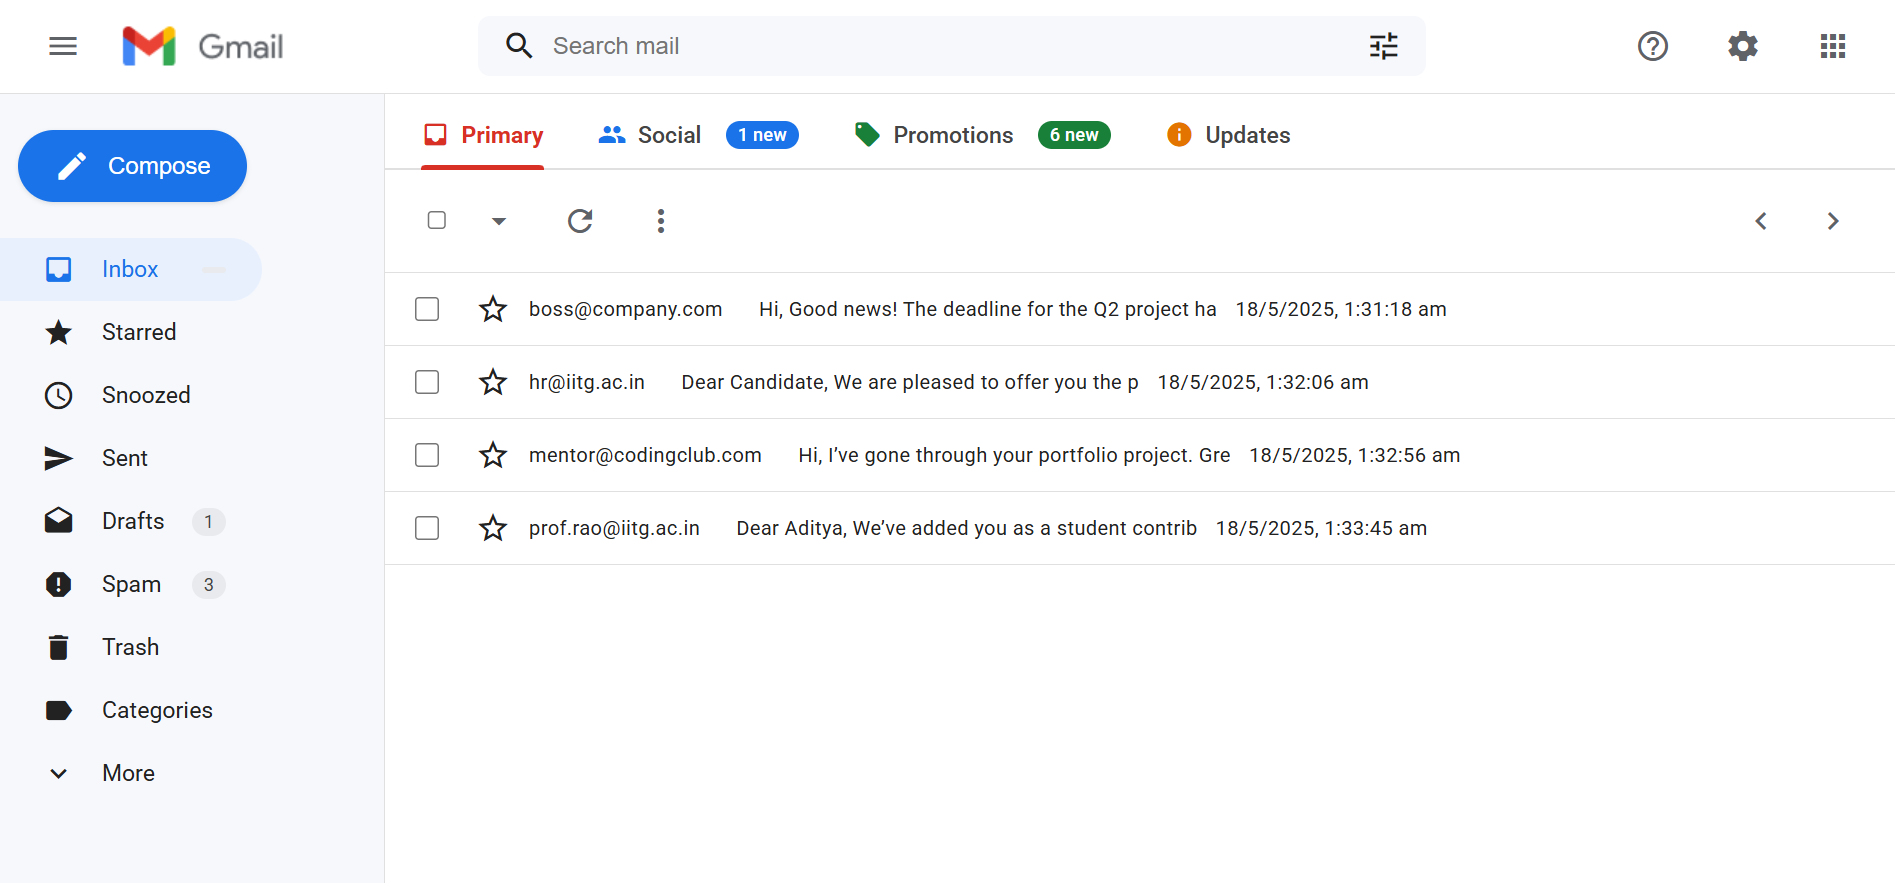 Gmail
Search mail
Compose
Inbox
Starred
Snoozed
Sent
Drafts 1
Spam 3
Trash
Categories
More
Primary Social 1 new Promotions 6 new Updates
boss@company.com Hi, Good news! The deadline for the Q2 project ha 18/5/2025, 1:31:18 am
hr@iitg.ac.in Dear Candidate, We are pleased to offer you the p 18/5/2025, 1:32:06 am
mentor@codingclub.com Hi, I’ve gone through your portfolio project. Gre 18/5/2025, 1:32:56 am
prof.rao@iitg.ac.in Dear Aditya, We’ve added you as a student contrib 18/5/2025, 1:33:45 am